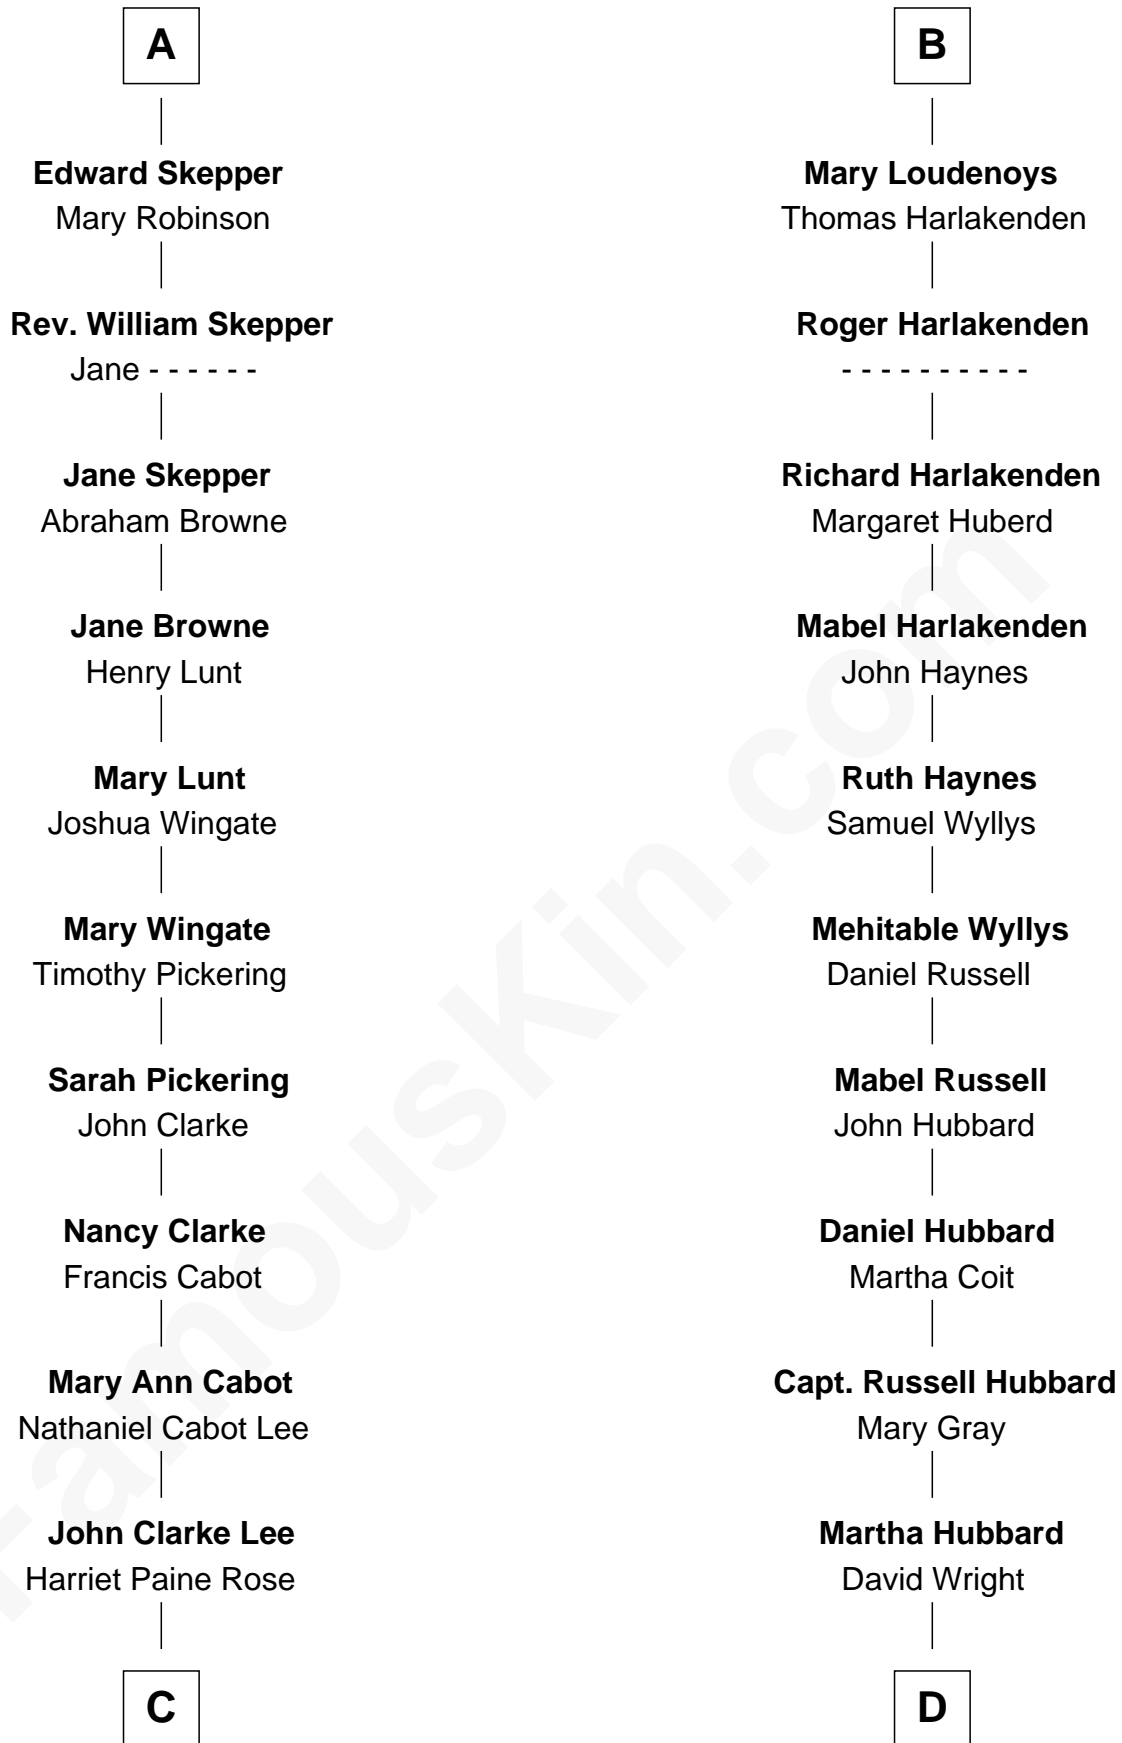 A
Edward Skepper
Mary Robinson
Rev. William Skepper
Jane - - - - - -
Jane Skepper
Abraham Browne
Jane Browne
Henry Lunt
Mary Lunt
Joshua Wingate
Mary Wingate
Timothy Pickering
Sarah Pickering
John Clarke
Nancy Clarke
Francis Cabot
Mary Ann Cabot
Nathaniel Cabot Lee
John Clarke Lee
Harriet Paine Rose
C
B
Mary Loudenoys
Thomas Harlakenden
Roger Harlakenden
- - - - - - - - - -
Richard Harlakenden
Margaret Huberd
Mabel Harlakenden
John Haynes
Ruth Haynes
Samuel Wyllys
Mehitable Wyllys
Daniel Russell
Mabel Russell
John Hubbard
Daniel Hubbard
Martha Coit
Capt. Russell Hubbard
Mary Gray
Martha Hubbard
David Wright
D
FamousKin.com